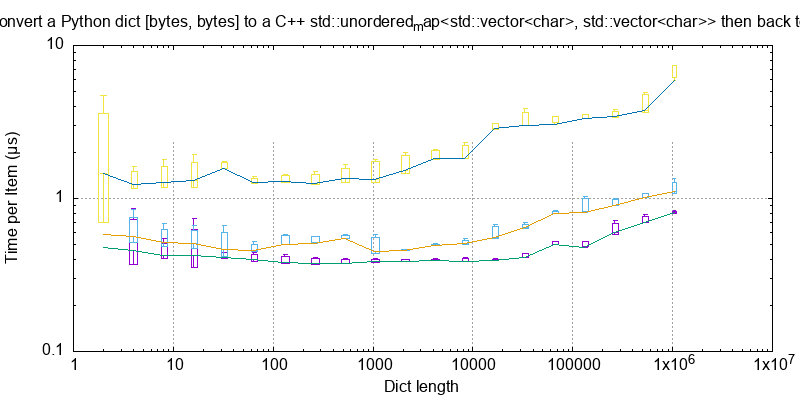 onvert a Python dict [bytes, bytes] to a C++ std::unordered_map<std::vector<char>, std::vector<char>> then back t
10
1
0.1
Time per Item (µs)
1 10 100 1000 10000 100000 1x10^6 1x10^7
Dict length